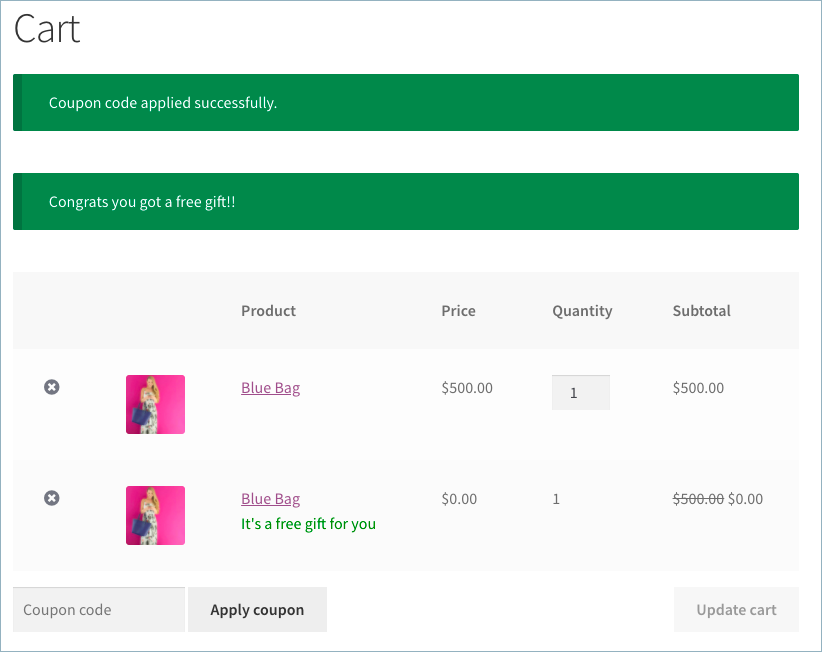 Cart
Coupon code applied successfully.
Congrats you got a free gift!!
Product Price Quantity Subtotal
Blue Bag $500.00 1 $500.00
Blue Bag $0.00 1 $500.00 $0.00
It's a free gift for you
Coupon code Apply coupon Update cart